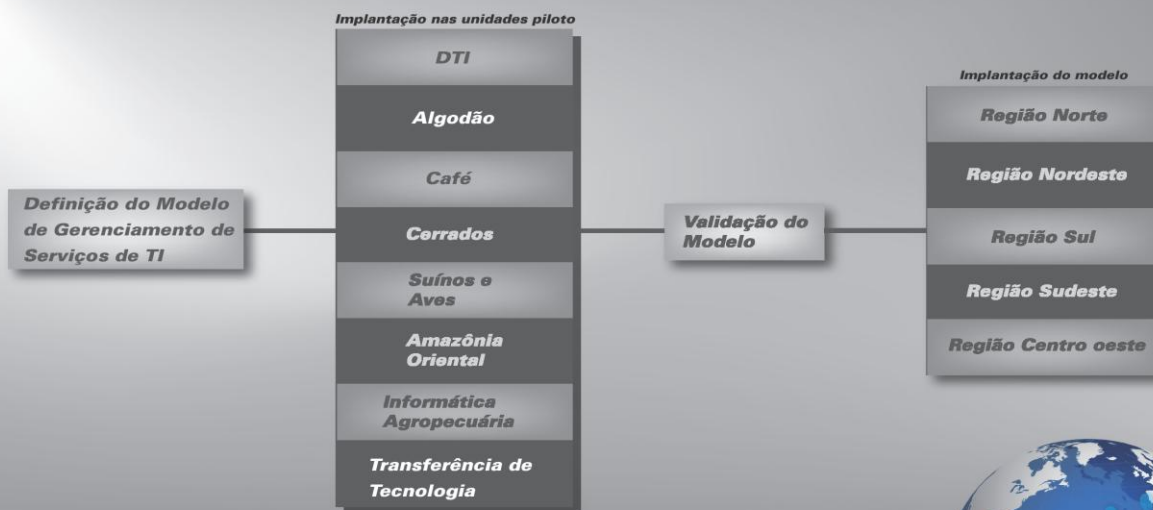 Definição do Modelo
de Gerenciamento de
Serviços de TI
Implantação nas unidades piloto
DTI
Algodão
Café
Cerrados
Suínos e
Aves
Amazônia
Oriental
Informática
Agropecuária
Transferência de
Tecnologia
Validação do
Modelo
Implantação do modelo
Região Norte
Região Nordeste
Região Sul
Região Sudeste
Região Centro oeste